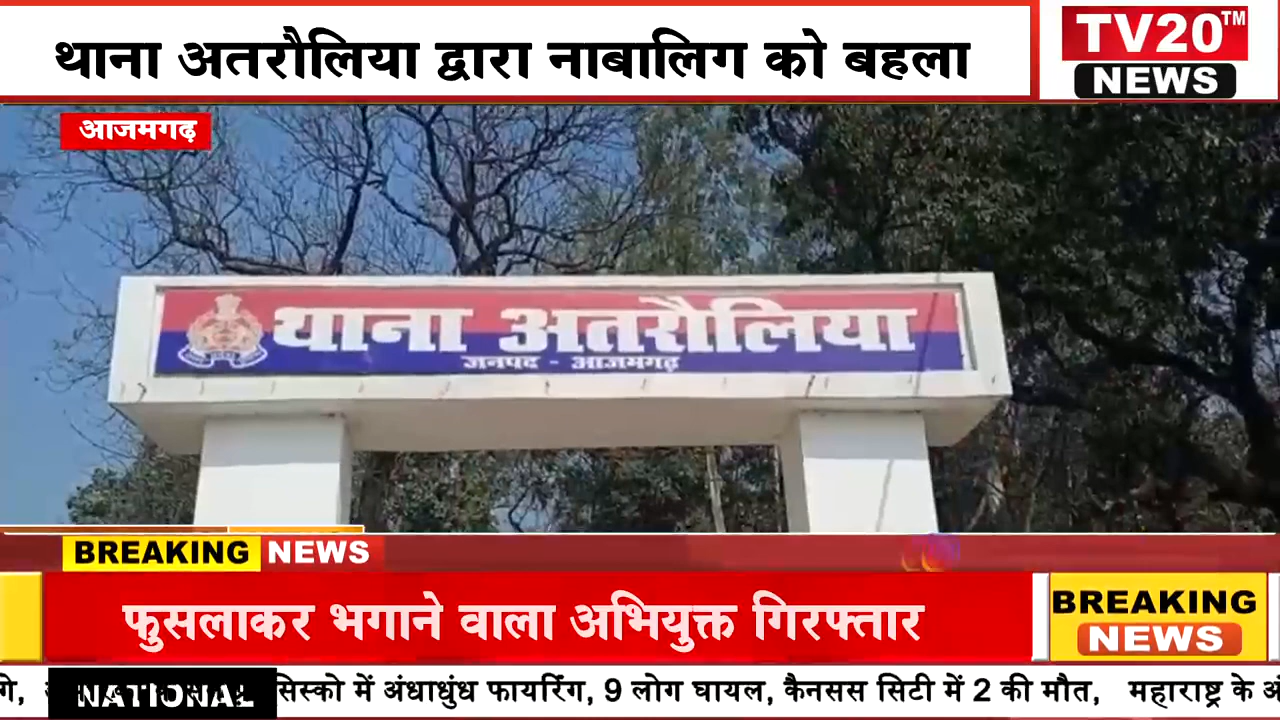 थाना अतरौलिया द्वारा नाबालिग को बहला
TV20™
NEWS
आजमगढ़
थाना अतरौलिया
जनपद - आजमगढ़
BREAKING NEWS
फुसलाकर भगाने वाला अभियुक्त गिरफ्तार
BREAKING
NEWS
NATIONAL
सिस्को में अंधाधुंध फायरिंग, 9 लोग घायल, कैनसस सिटी में 2 की मौत, महाराष्ट्र के